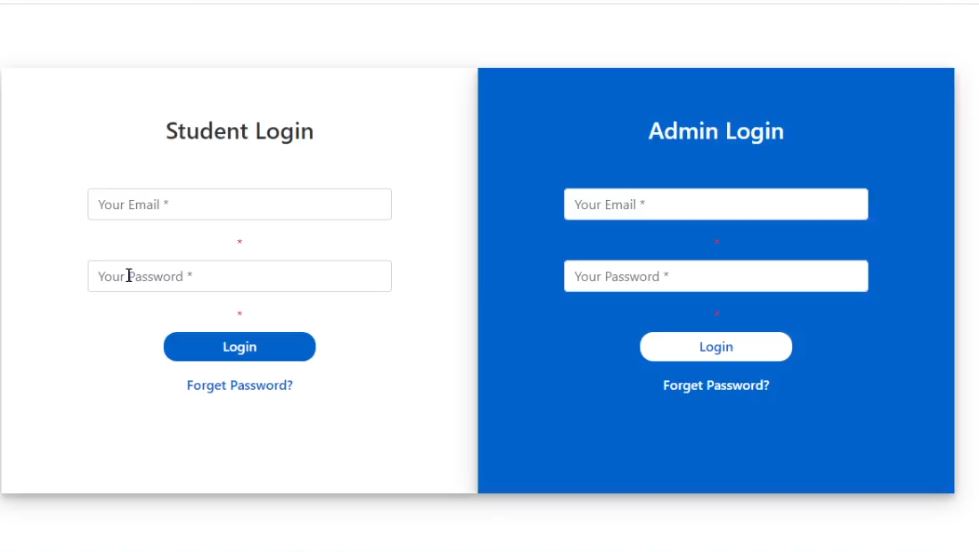 Student Login
Your Email *
*
Your Password *
*
Login
Forget Password?
Admin Login
Your Email *
*
Your Password *
*
Login
Forget Password?